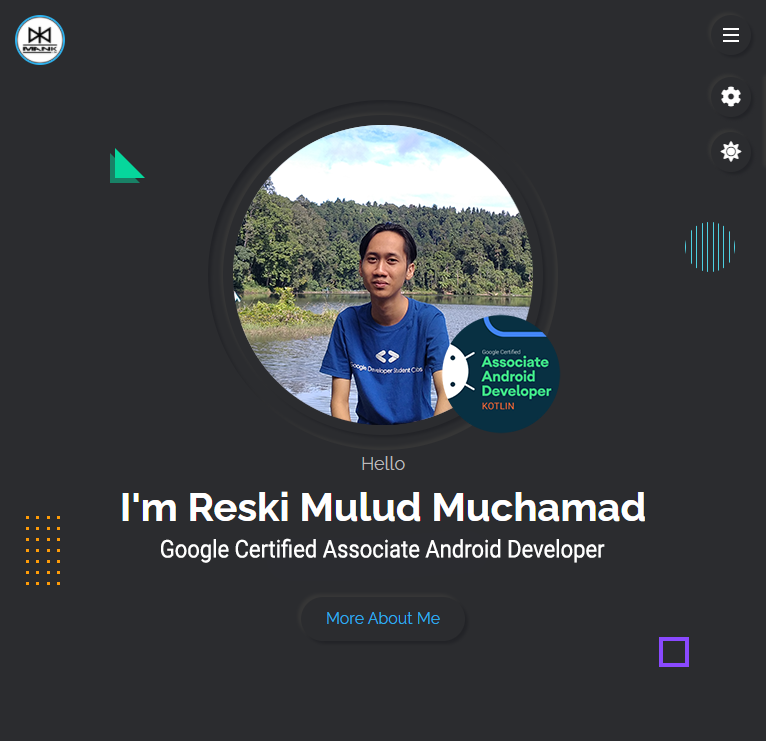 MANK
Google Developer Student Clubs
Google Certified
Associate
Android
Developer
KOTLIN
Hello
I'm Reski Mulud Muchamad
Google Certified Associate Android Developer
More About Me